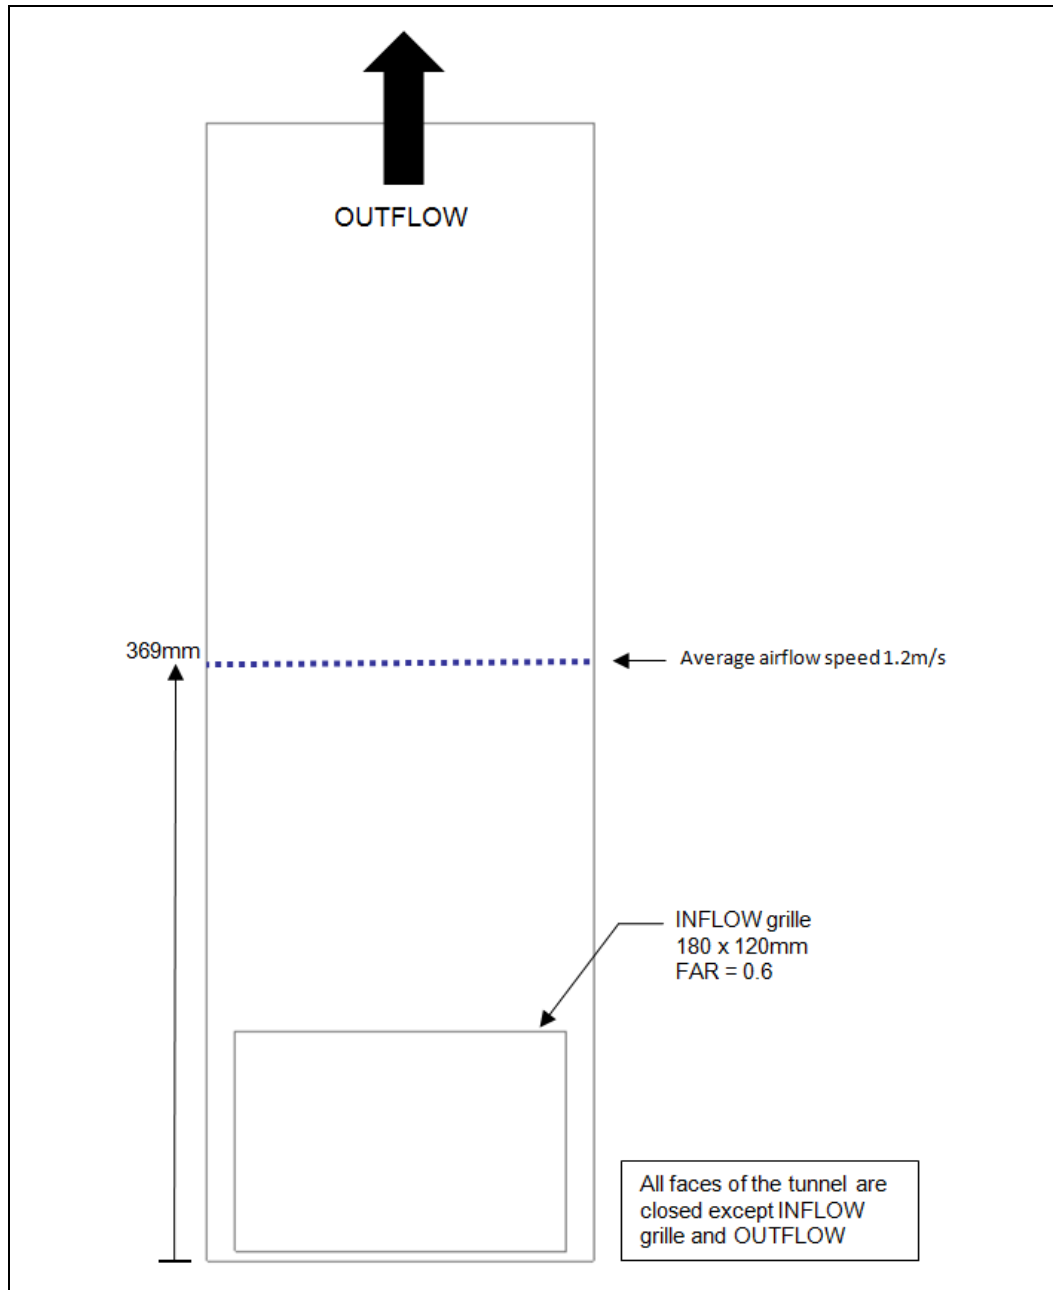 OUTFLOW
369mm
Average airflow speed 1.2m/s
INFLOW grille
180 x 120mm
FAR = 0.6
All faces of the tunnel are
closed except INFLOW
grille and OUTFLOW